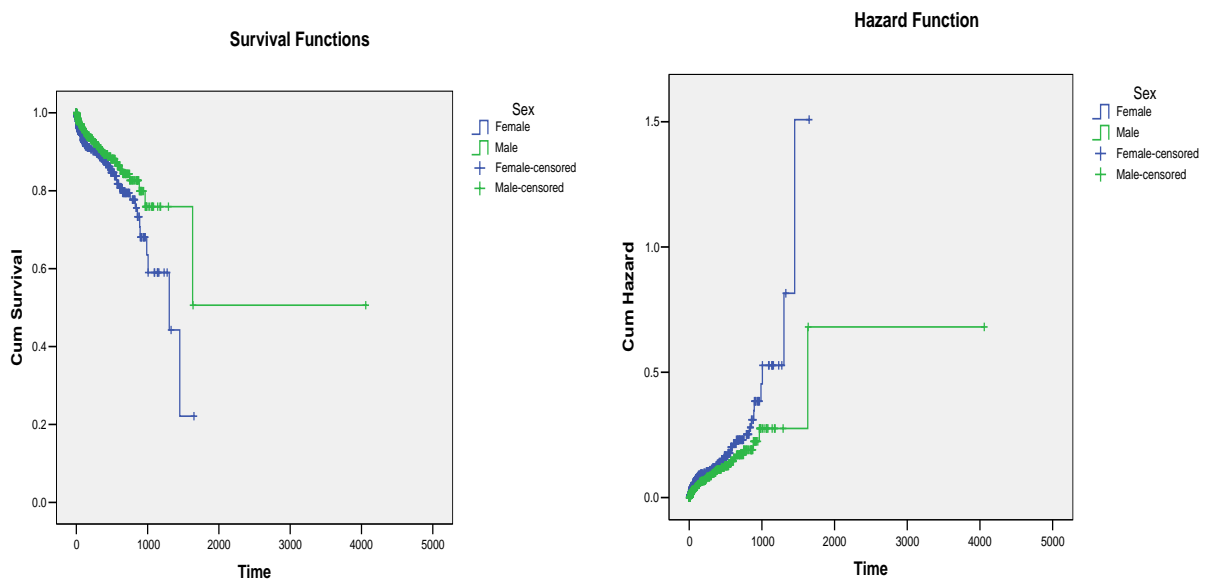 Survival Functions
Cum Survival
1.0
0.8
0.6
0.4
0.2
0.0
0 1000 2000 3000 4000 5000
Time
Sex
Female
Male
Female-censored
Male-censored
Hazard Function
Cum Hazard
1.5
1.0
0.5
0.0
0 1000 2000 3000 4000 5000
Time
Sex
Female
Male
Female-censored
Male-censored